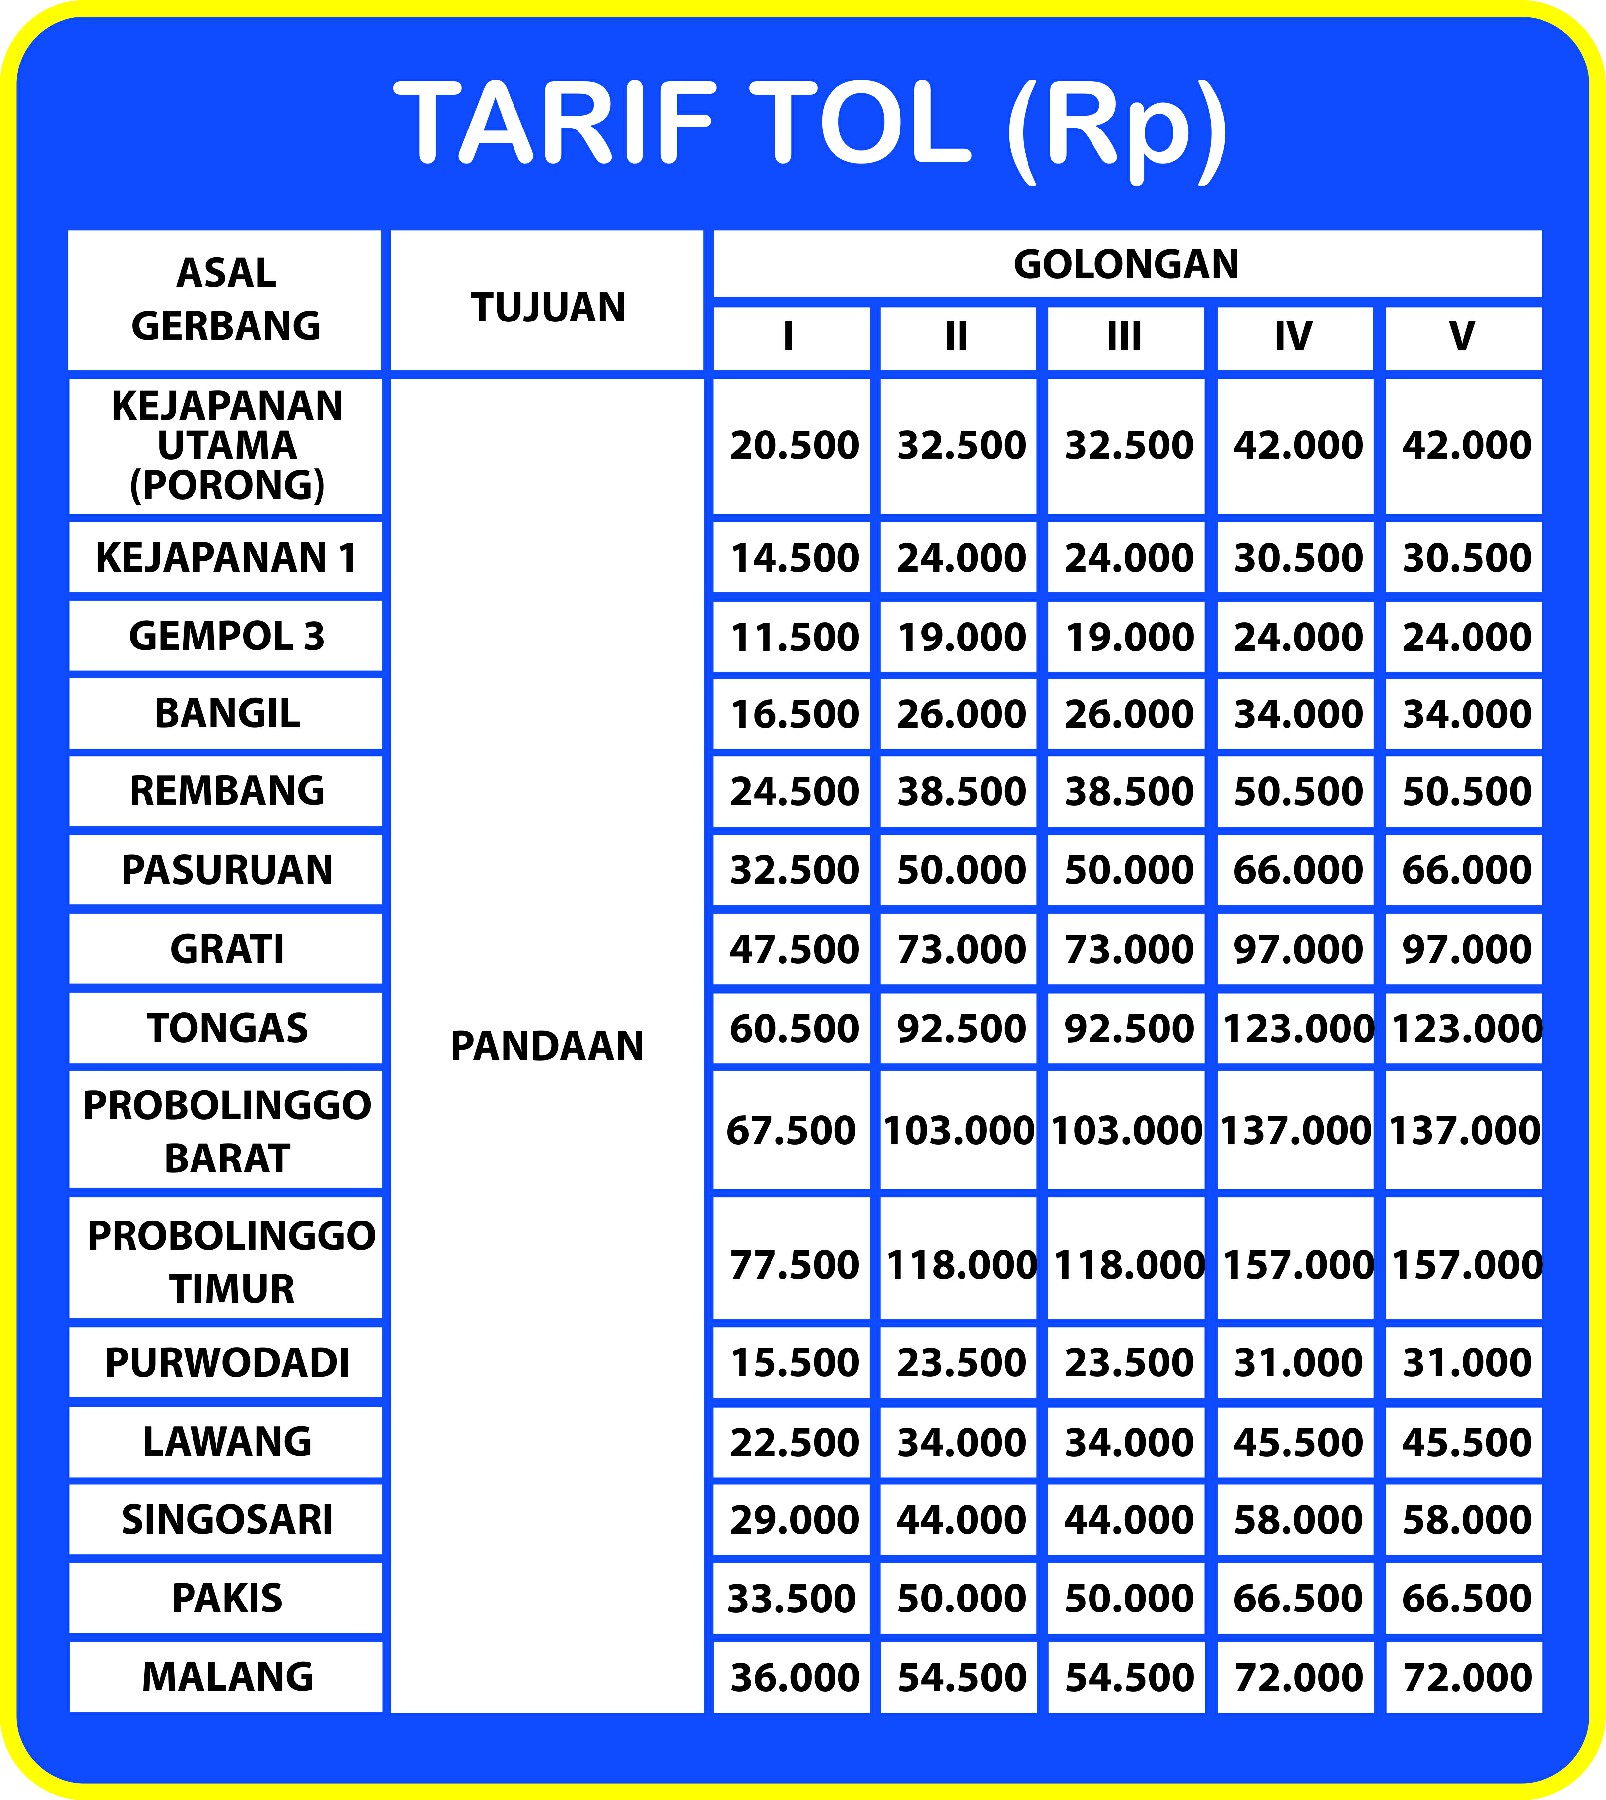 TARIF TOL (Rp)
ASAL
GERBANG
TUJUAN
GOLONGAN
I II III IV V
KEJAPANAN
UTAMA
(PORONG)
20.500 32.500 32.500 42.000 42.000
KEJAPANAN 1 14.500 24.000 24.000 30.500 30.500
GEMPOL 3 11.500 19.000 19.000 24.000 24.000
BANGIL 16.500 26.000 26.000 34.000 34.000
REMBANG 24.500 38.500 38.500 50.500 50.500
PASURUAN 32.500 50.000 50.000 66.000 66.000
GRATI 47.500 73.000 73.000 97.000 97.000
TONGAS 60.500 92.500 92.500 123.000 123.000
PANDAAN
PROBOLINGGO
BARAT
67.500 103.000 103.000 137.000 137.000
PROBOLINGGO
TIMUR
77.500 118.000 118.000 157.000 157.000
PURWODADI 15.500 23.500 23.500 31.000 31.000
LAWANG 22.500 34.000 34.000 45.500 45.500
SINGOSARI 29.000 44.000 44.000 58.000 58.000
PAKIS 33.500 50.000 50.000 66.500 66.500
MALANG 36.000 54.500 54.500 72.000 72.000